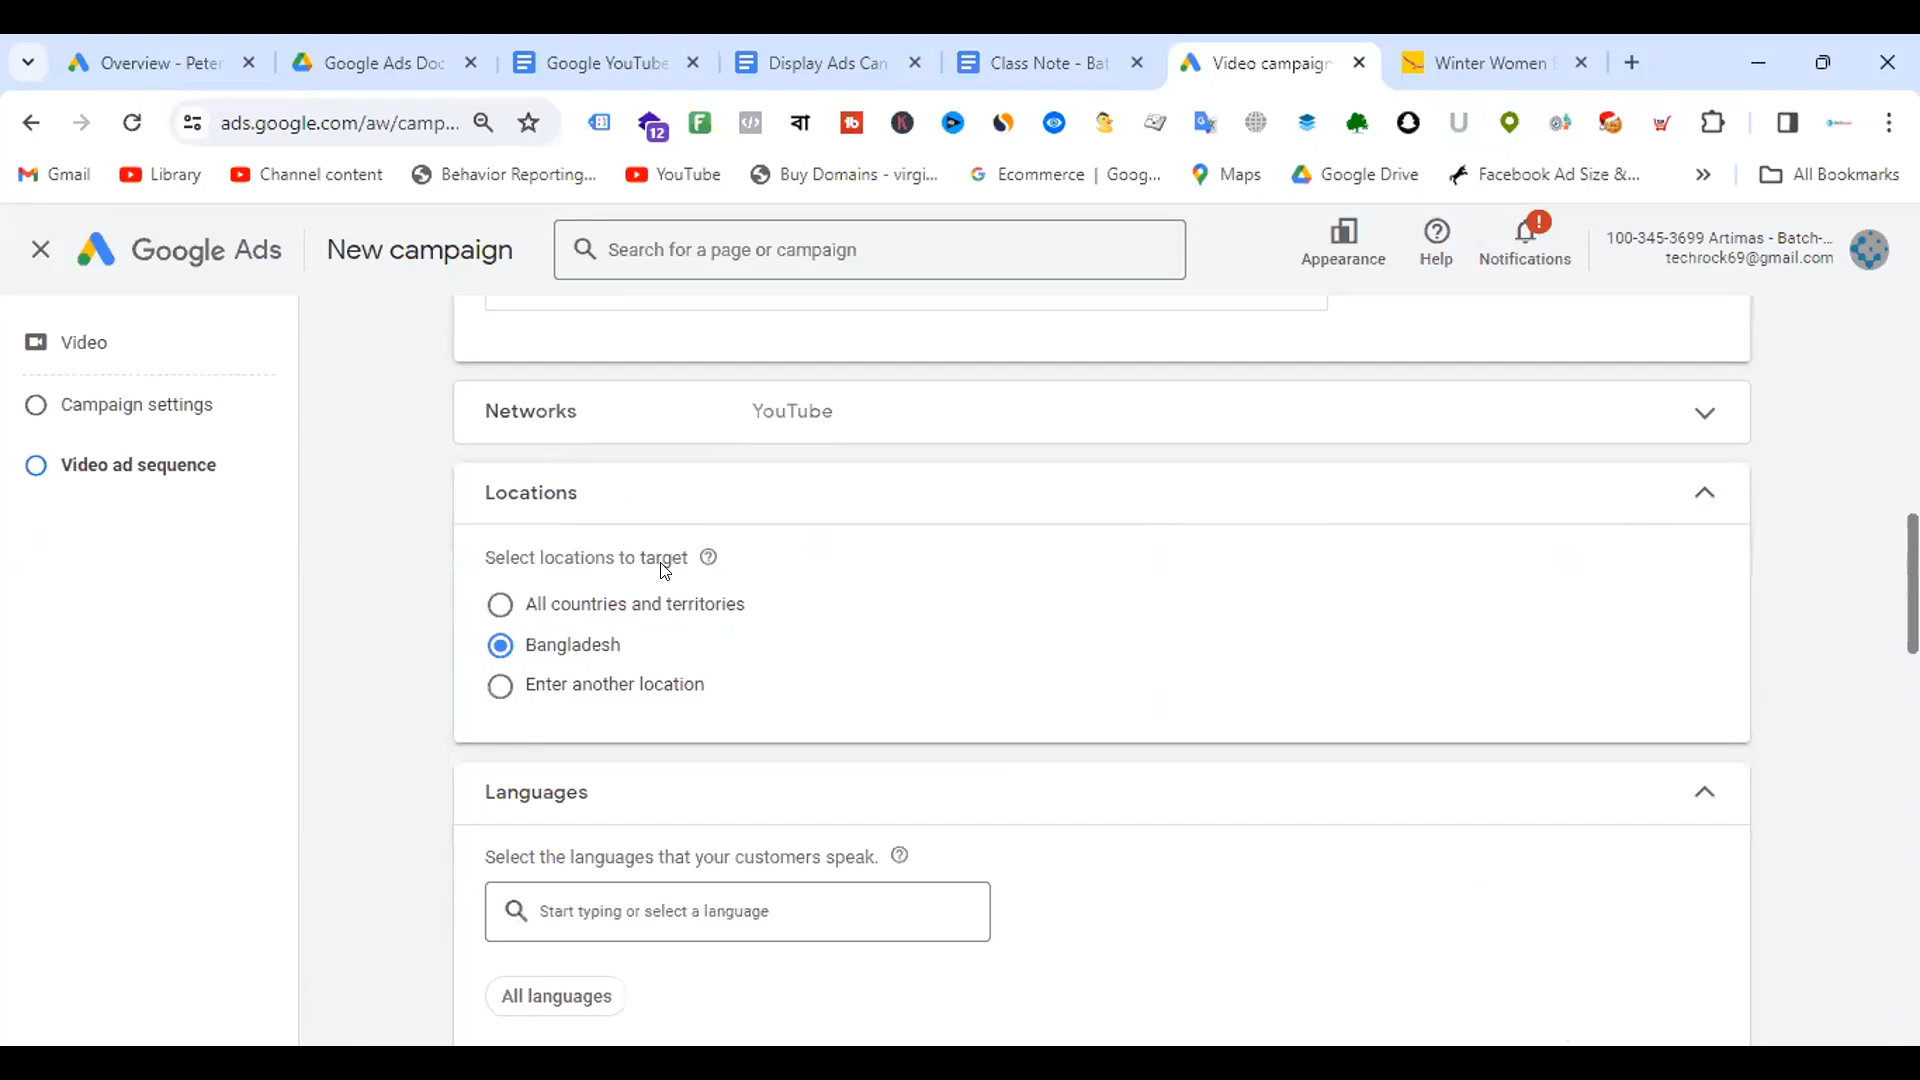 Overview - Peter
Google Ads Doc
Google YouTube
Display Ads Can
Class Note - Bat
Video campaign
Winter Women
ads.google.com/aw/camp...
12
F
বা
K
U
Gmail
Library
Channel content
Behavior Reporting...
YouTube
Buy Domains - virgi...
Ecommerce | Goog...
Maps
Google Drive
Facebook Ad Size &...
All Bookmarks
Google Ads
New campaign
Search for a page or campaign
Appearance
Help
Notifications
100-345-3699 Artimas - Batch-...
techrock69@gmail.com
Video
Campaign settings
Video ad sequence
Networks
YouTube
Locations
Select locations to target
All countries and territories
Bangladesh
Enter another location
Languages
Select the languages that your customers speak.
Start typing or select a language
All languages